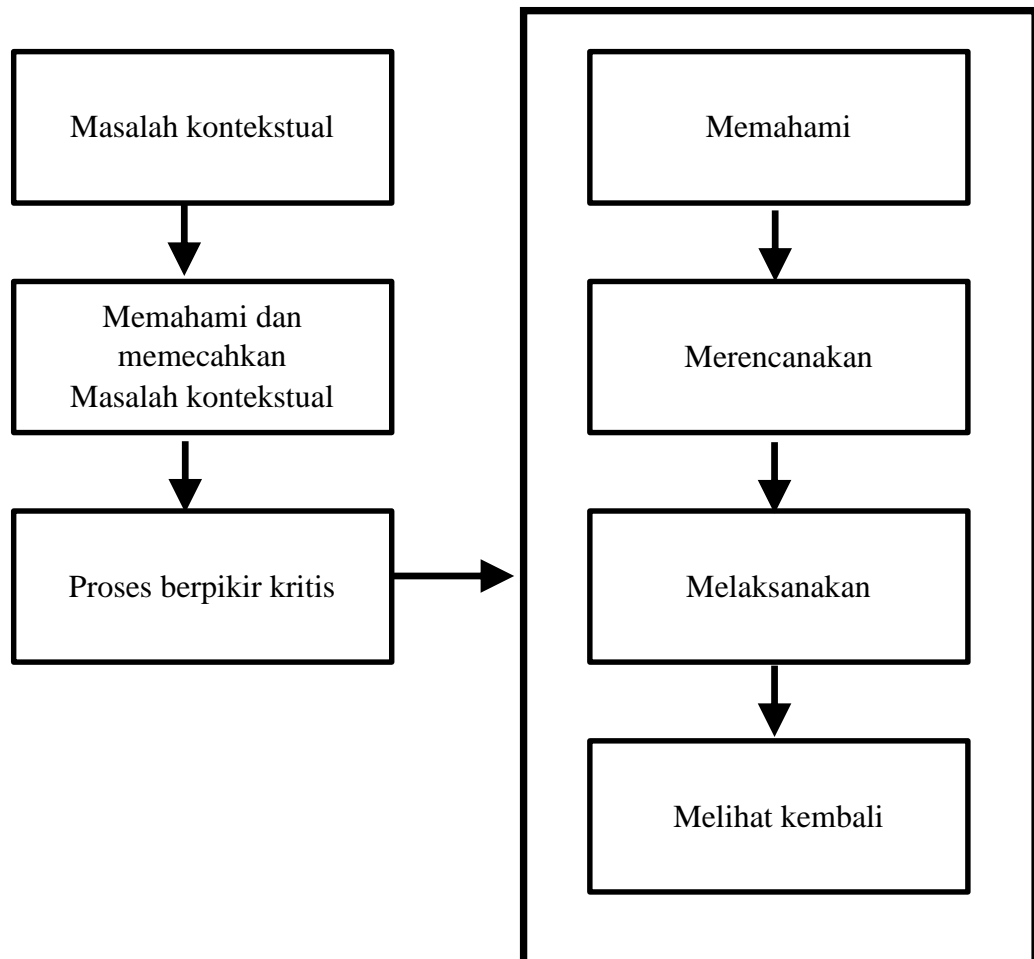 Masalah kontekstual
Memahami dan
memecahkan
Masalah kontekstual
Proses berpikir kritis
Memahami
Merencanakan
Melaksanakan
Melihat kembali